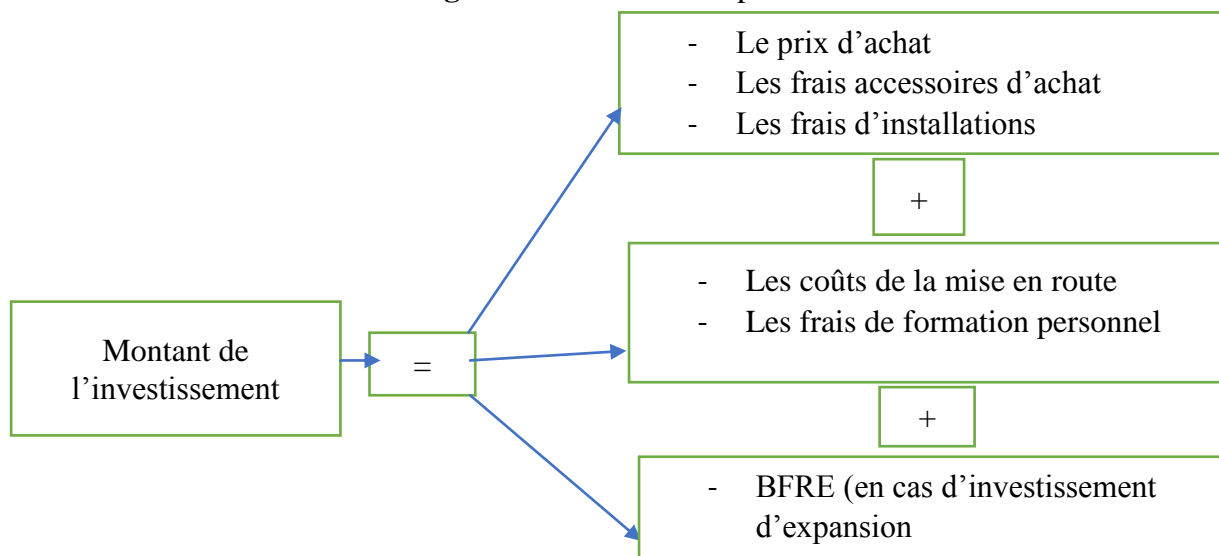 - Le prix d’achat
- Les frais accessoires d’achat
- Les frais d’installations
+
- Les coûts de la mise en route
- Les frais de formation personnel
Montant de
l’investissement
=
+
- BFRE (en cas d’investissement
d’expansion